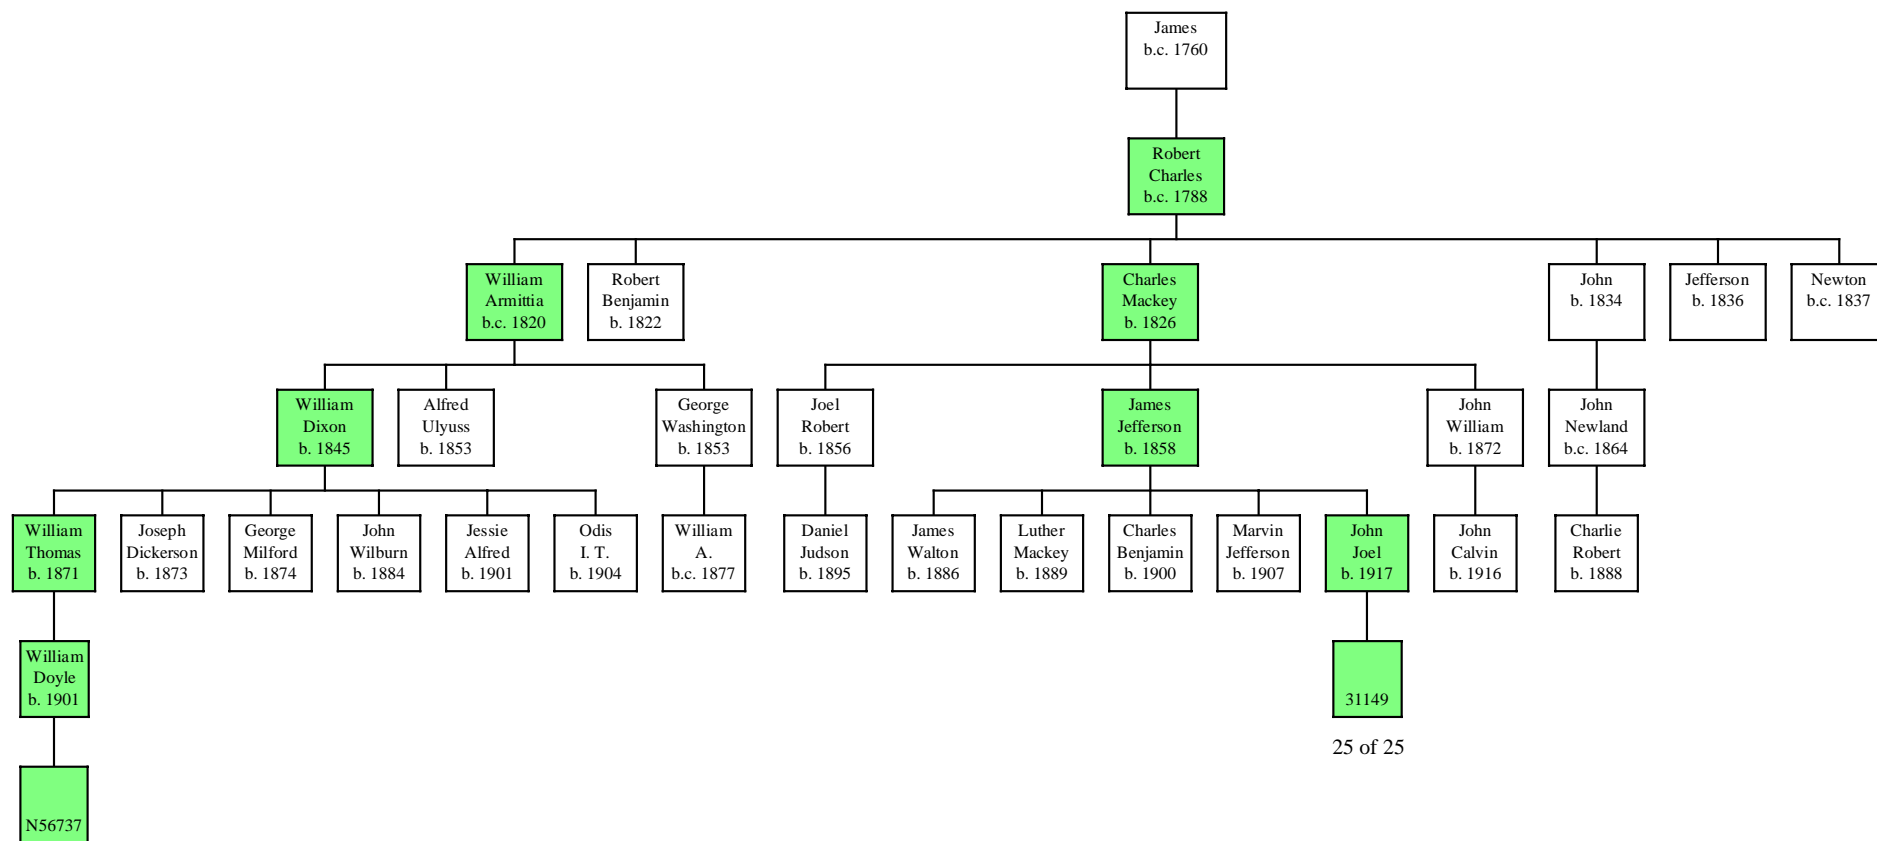 James
b.c. 1760
Robert
Charles
b.c. 1788
William
Armittia
b.c. 1820
Robert
Benjamin
b. 1822
Charles
Mackey
b. 1826
John
b. 1834
Jefferson
b. 1836
Newton
b.c. 1837
William
Dixon
b. 1845
Alfred
Ulyuss
b. 1853
George
Washington
b. 1853
Joel
Robert
b. 1856
James
Jefferson
b. 1858
John
William
b. 1872
John
Newland
b.c. 1864
William
Thomas
b. 1871
Joseph
Dickerson
b. 1873
George
Milford
b. 1874
John
Wilburn
b. 1884
Jessie
Alfred
b. 1901
Odis
I. T.
b. 1904
William
A.
b.c. 1877
Daniel
Judson
b. 1895
James
Walton
b. 1886
Luther
Mackey
b. 1889
Charles
Benjamin
b. 1900
Marvin
Jefferson
b. 1907
John
Joel
b. 1917
John
Calvin
b. 1916
Charlie
Robert
b. 1888
William
Doyle
b. 1901
31149
25 of 25
N56737